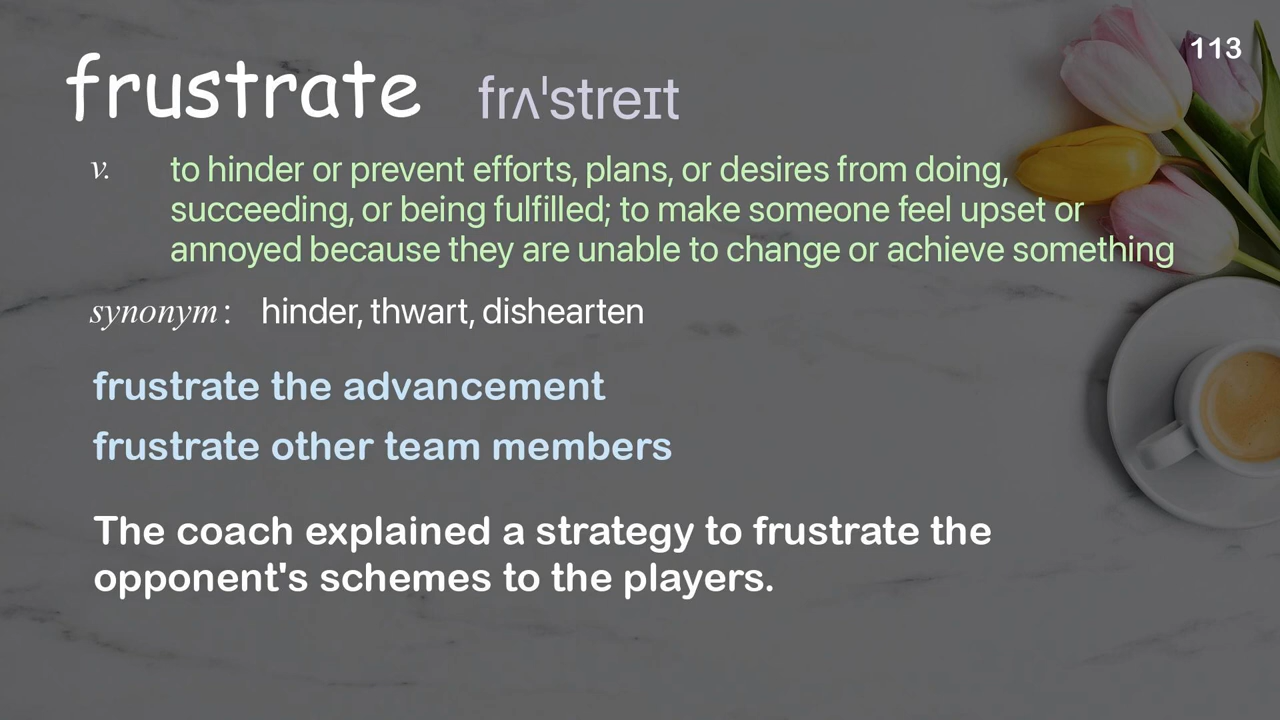 113
frustrate frʌˈstreɪt
v. to hinder or prevent efforts, plans, or desires from doing,
succeeding, or being fulfilled; to make someone feel upset or
annoyed because they are unable to change or achieve something
synonym: hinder, thwart, dishearten
frustrate the advancement
frustrate other team members
The coach explained a strategy to frustrate the
opponent's schemes to the players.